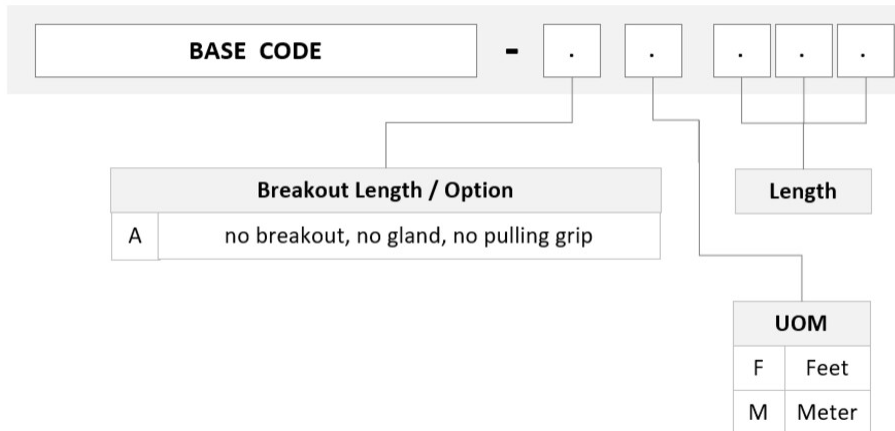 BASE CODE - . . . . .
Breakout Length / Option
A no breakout, no gland, no pulling grip
Length
UOM
F Feet
M Meter